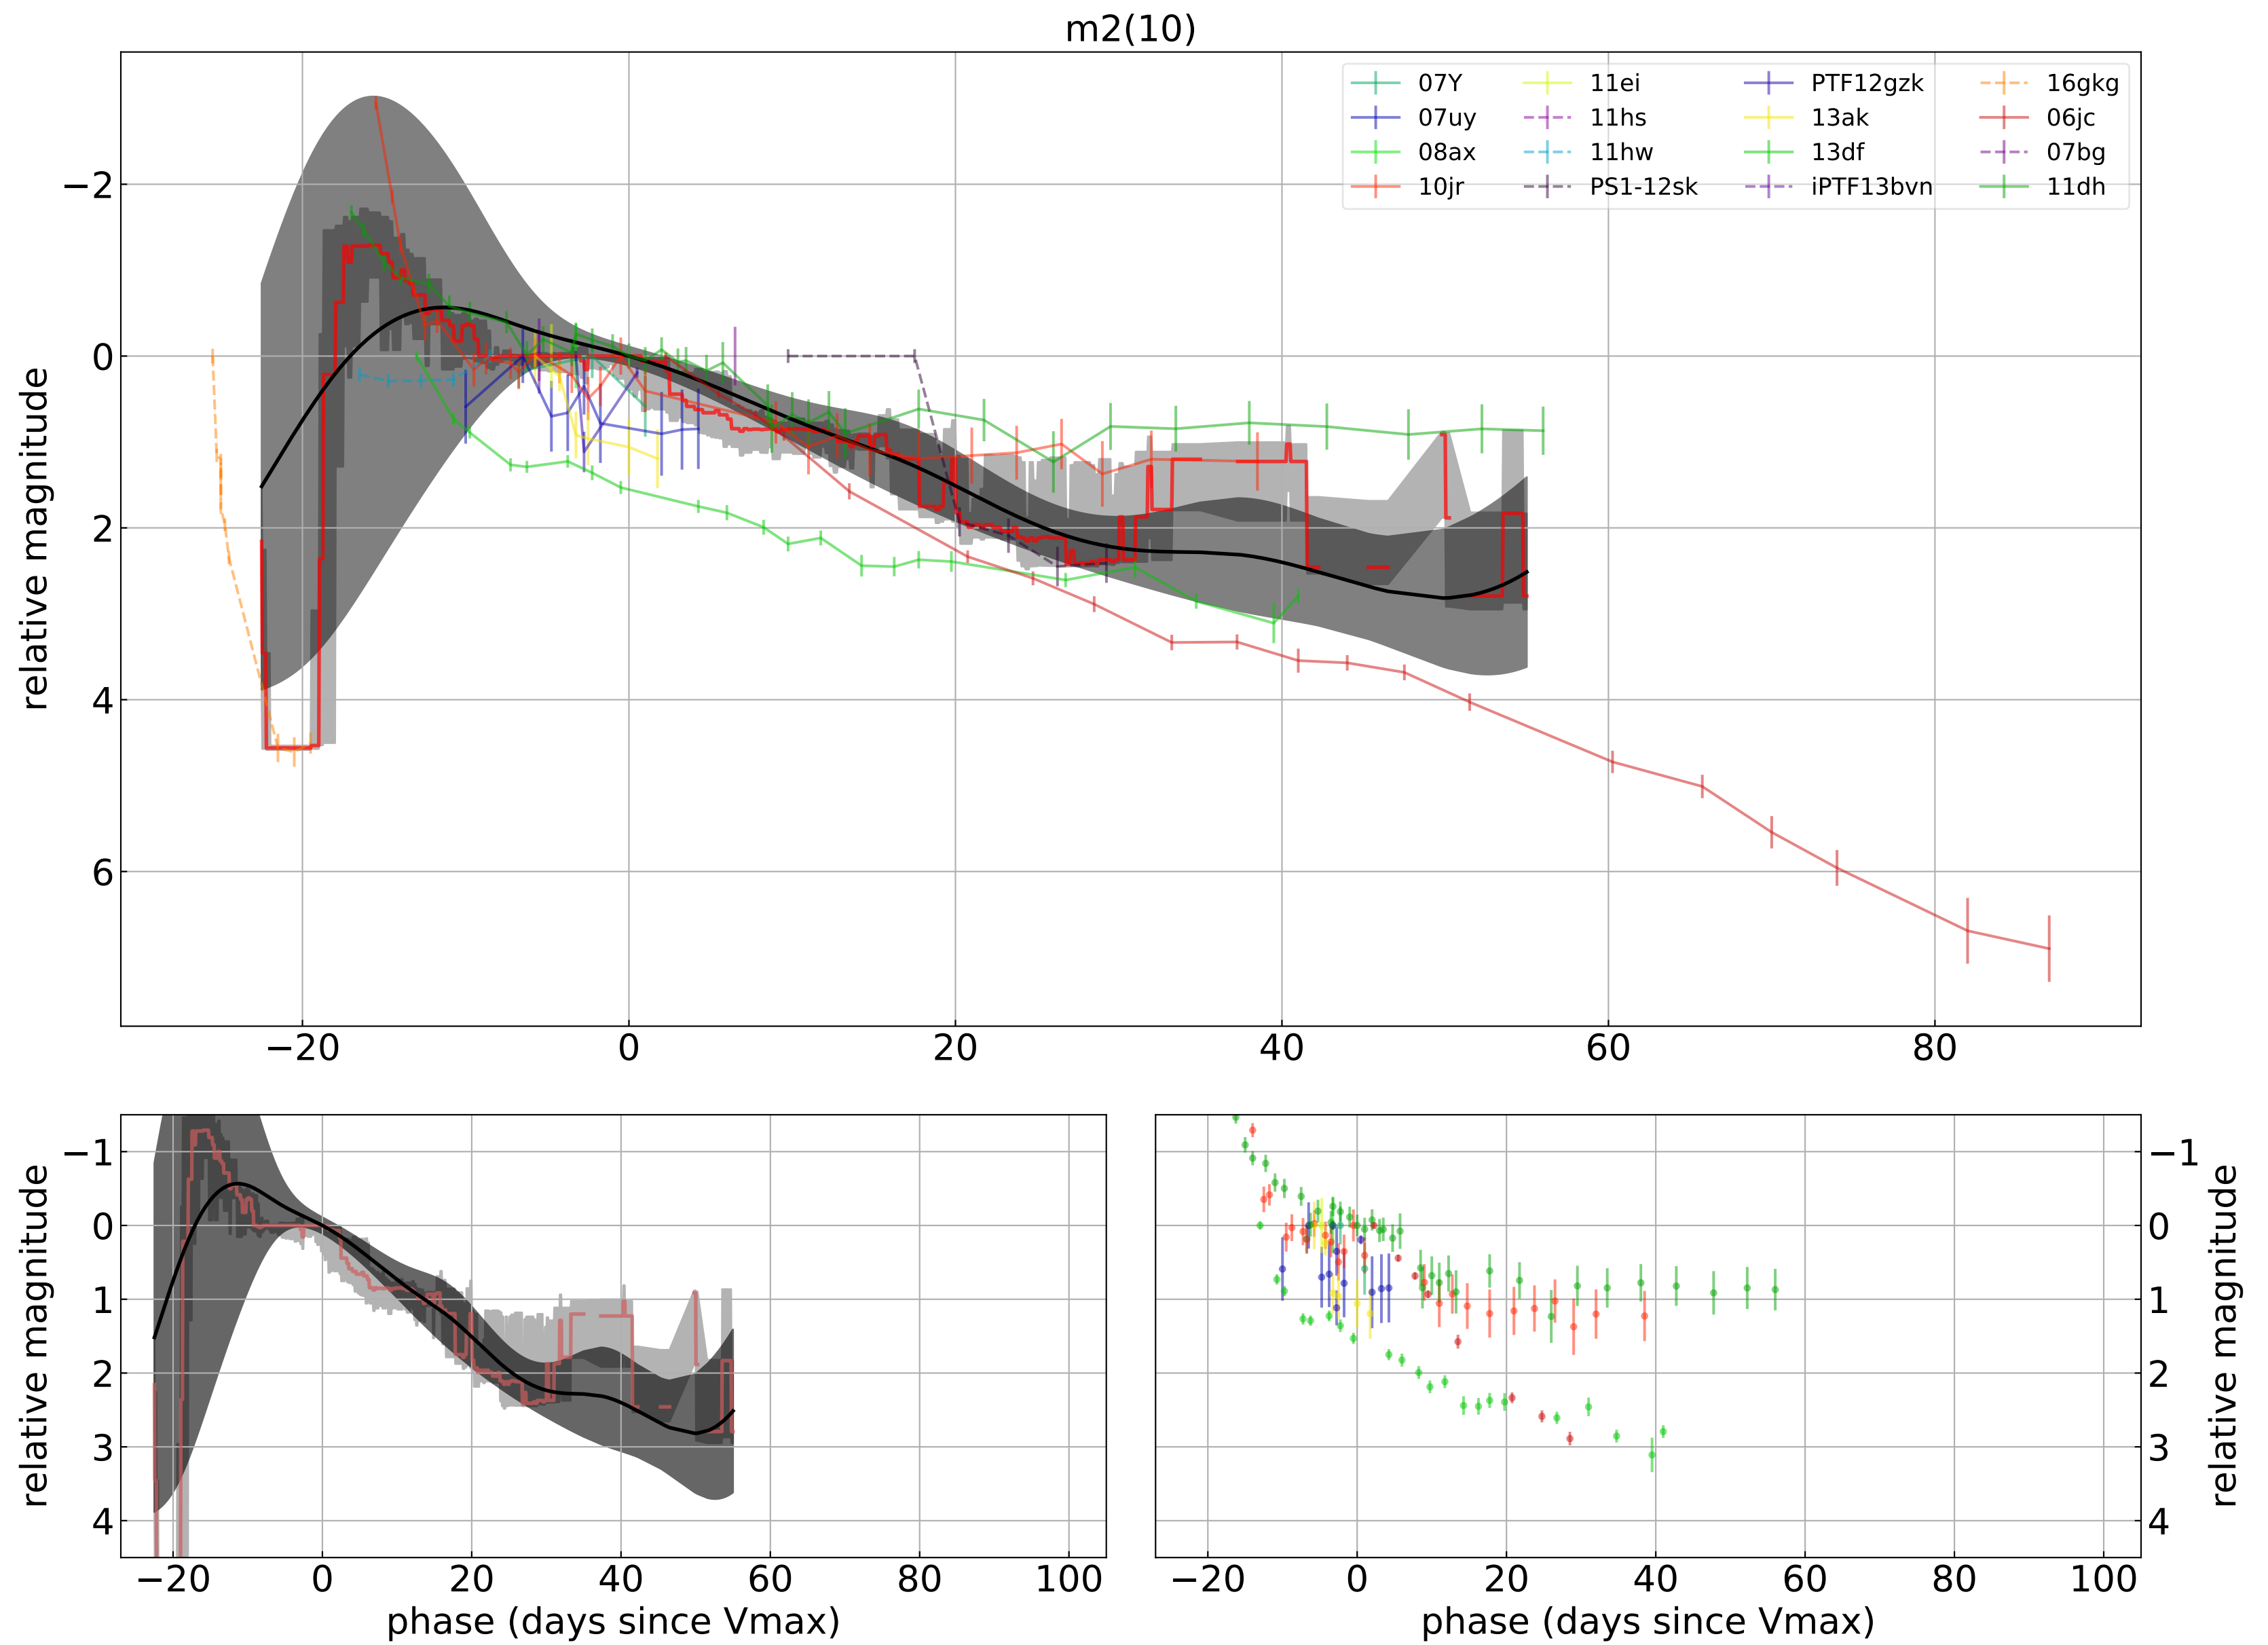 m2(10)
07Y 11ei PTF12gzk 16gkg
07uy 11hs 13ak 06jc
08ax 11hw 13df 07bg
10jr PS1-12sk iPTF13bvn 11dh
relative magnitude
−2
0
2
4
6
−20 0 20 40 60 80
relative magnitude
−1
0
1
2
3
4
−20 0 20 40 60 80 100
phase (days since Vmax)
−1
0
1
2
3
4
relative magnitude
−20 0 20 40 60 80 100
phase (days since Vmax)